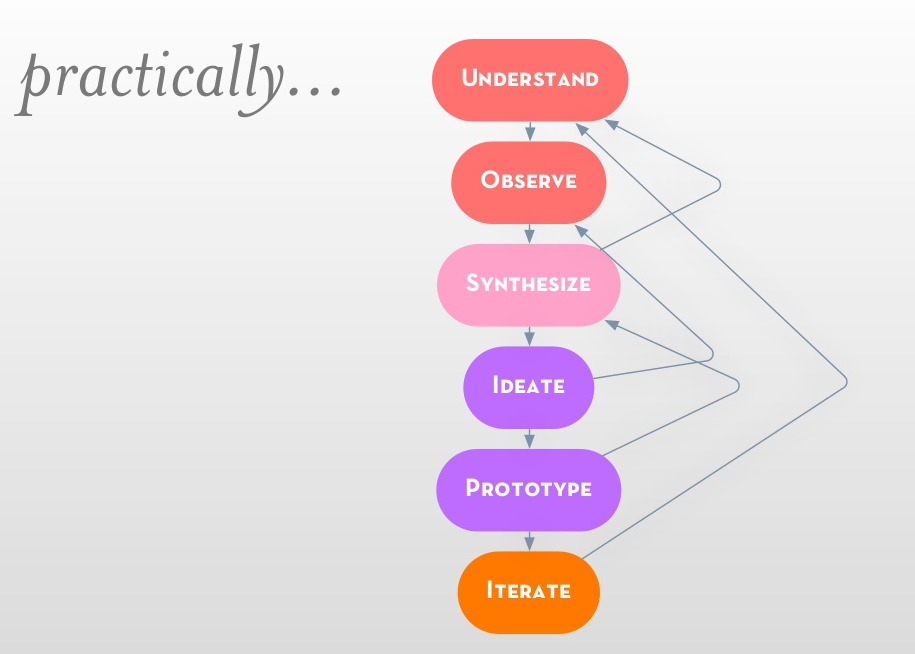 practically...
Understand
Observe
Synthesize
Ideate
Prototype
Iterate